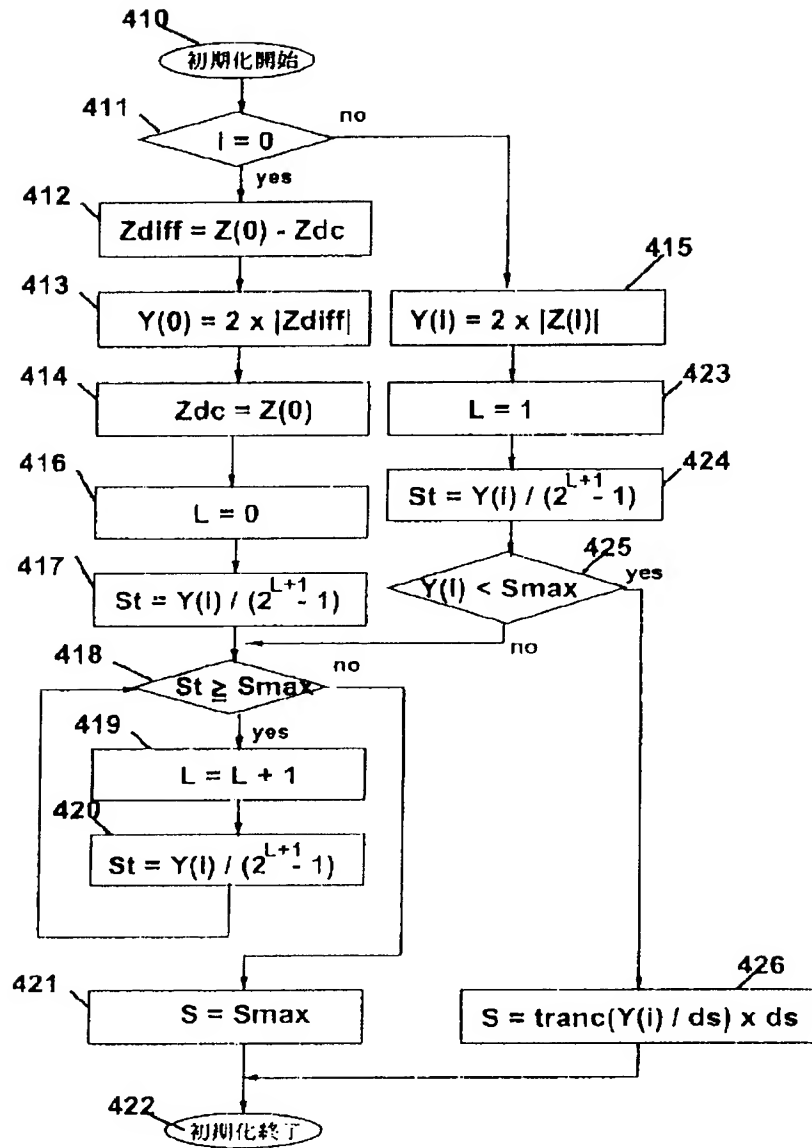 410
初期化開始
411
no
i = 0
yes
412
Zdiff = Z(0) - Zdc
413
Y(0) = 2 x |Zdiff|
415
Y(i) = 2 x |Z(i)|
414
Zdc = Z(0)
423
L = 1
416
L = 0
424
St = Y(i) / (2^L+1 - 1)
417
St = Y(i) / (2^L+1 - 1)
425
Y(i) < Smax
yes
no
418
no
St ≧ Smax
yes
419
L = L + 1
420
St = Y(i) / (2^L+1 - 1)
421
S = Smax
426
S = tranc(Y(i) / ds) x ds
422
初期化終了